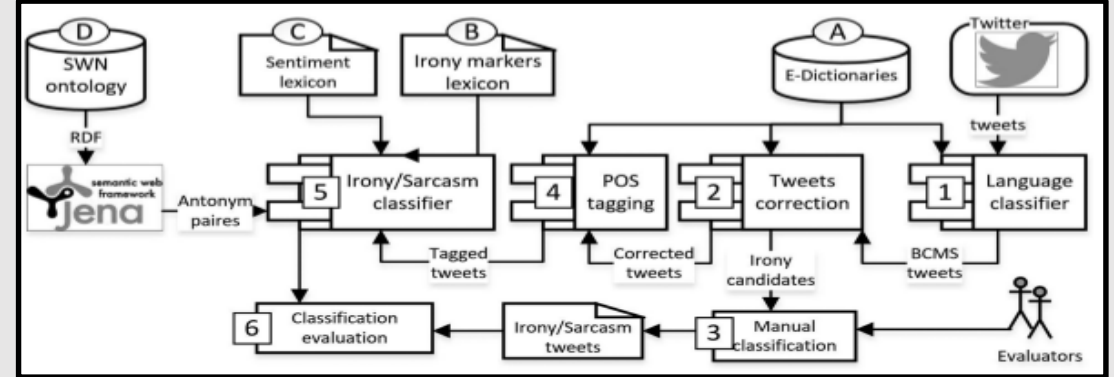 D
SWN
ontology
C
Sentiment
lexicon
B
Irony markers
lexicon
A
E-Dictionaries
Twitter
RDF
tweets
semantic web
framework
Jena
Antonym
paires
5
Irony/Sarcasm
classifier
4
POS
tagging
2
Tweets
correction
1
Language
classifier
Tagged
tweets
Corrected
tweets
Irony
candidates
BCMS
tweets
6
Classification
evaluation
Irony/Sarcasm
tweets
3
Manual
classification
Evaluators